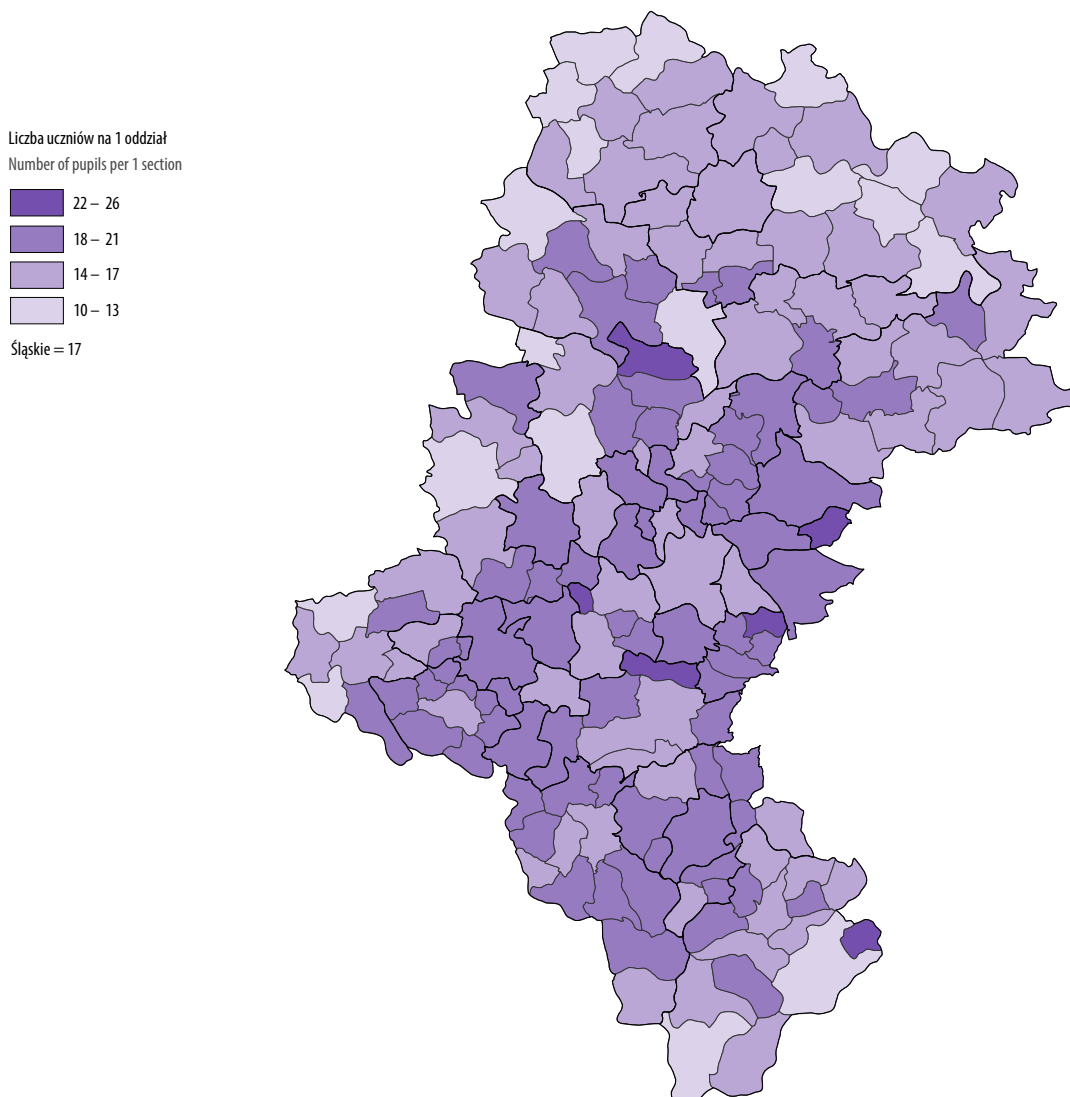 Liczba uczniów na 1 oddział
Number of pupils per 1 section
22 – 26
18 – 21
14 – 17
10 – 13
Śląskie = 17